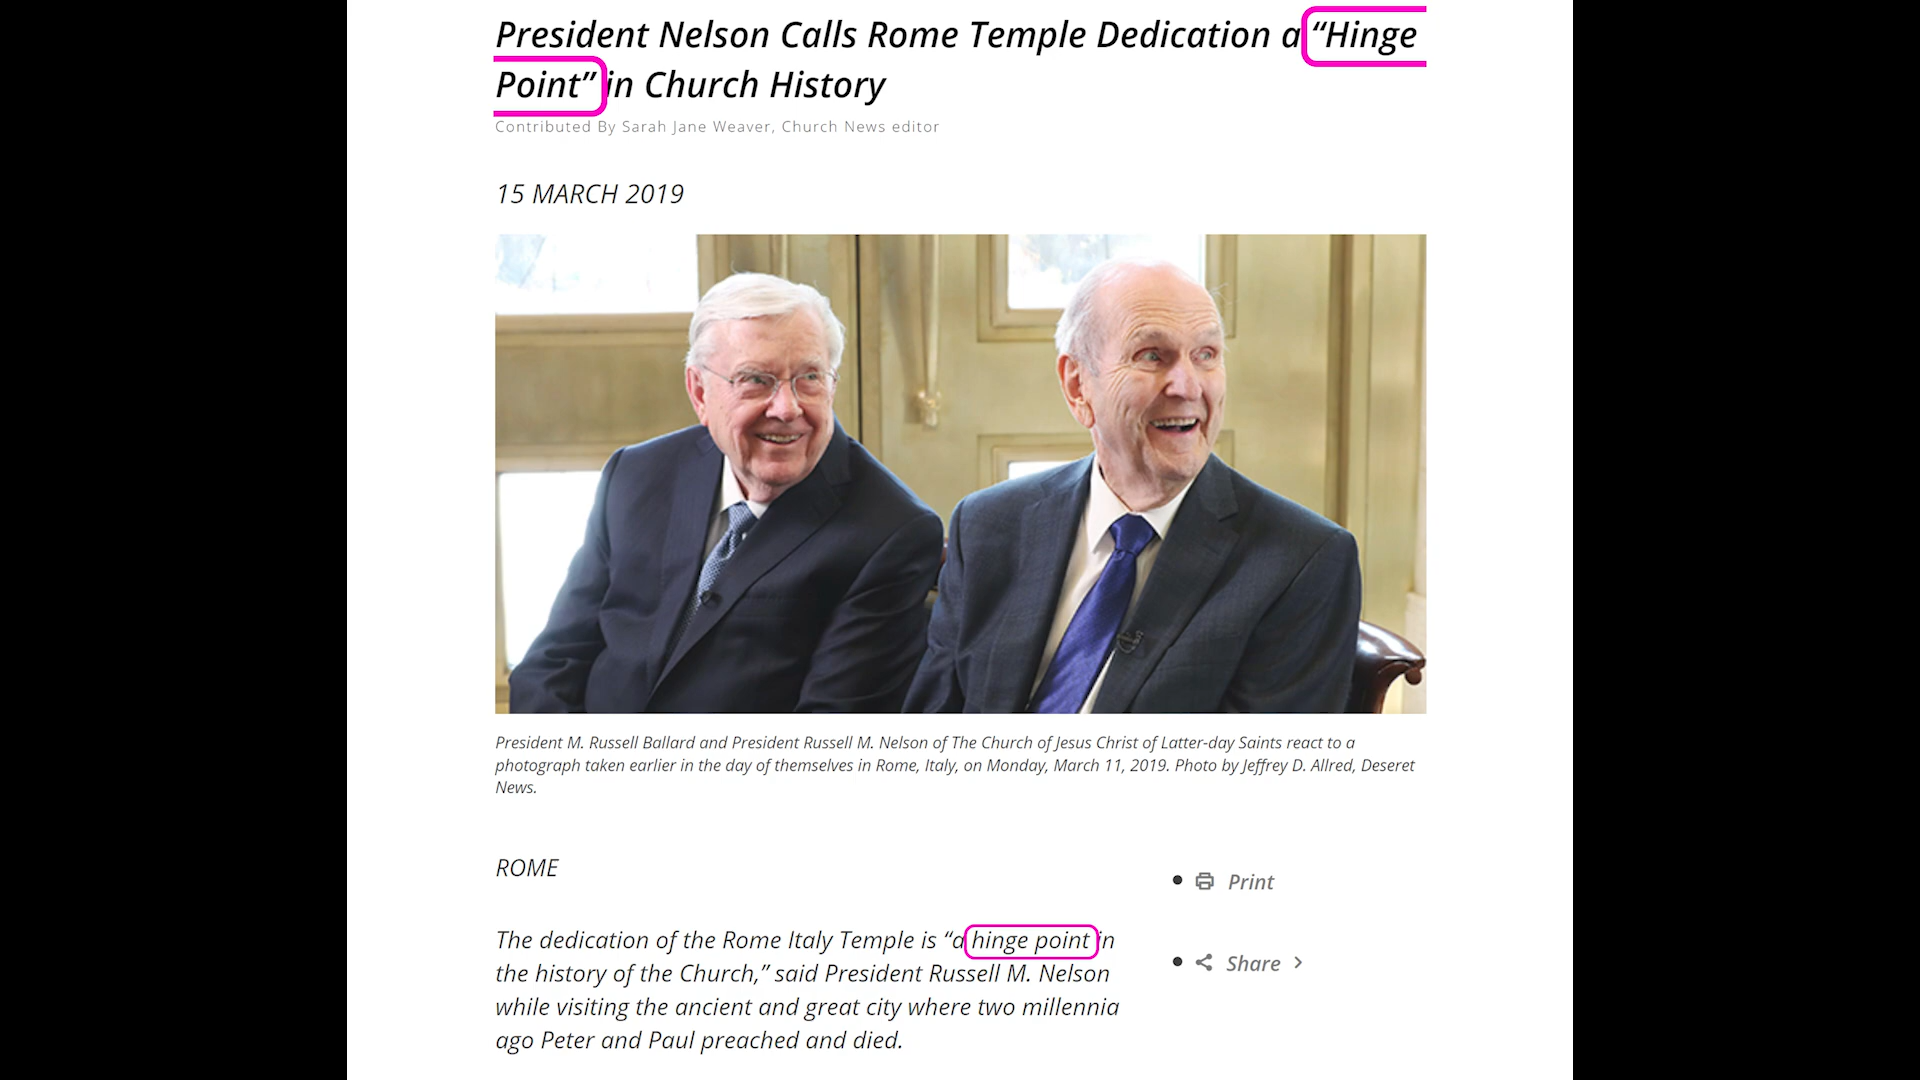 President Nelson Calls Rome Temple Dedication a “Hinge
Point” in Church History
Contributed By Sarah Jane Weaver, Church News editor
15 MARCH 2019
President M. Russell Ballard and President Russell M. Nelson of The Church of Jesus Christ of Latter-day Saints react to a
photograph taken earlier in the day of themselves in Rome, Italy, on Monday, March 11, 2019. Photo by Jeffrey D. Allred, Deseret
News.
ROME
The dedication of the Rome Italy Temple is “a hinge point in
the history of the Church,” said President Russell M. Nelson
while visiting the ancient and great city where two millennia
ago Peter and Paul preached and died.
Print
Share